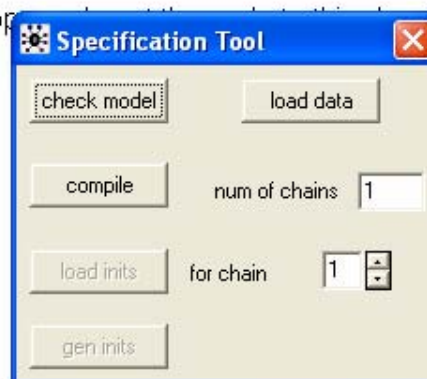 Specification Tool
check model load data
compile num of chains 1
load inits for chain 1
gen inits